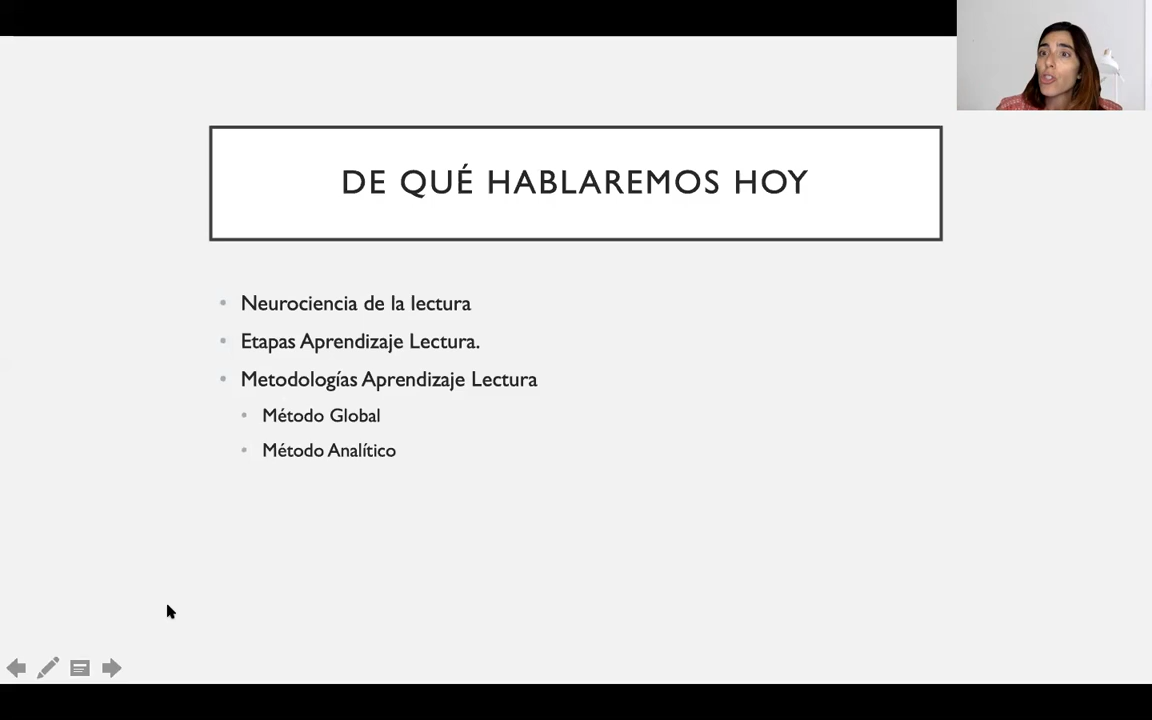 DE QUÉ HABLAREMOS HOY
Neurociencia de la lectura
Etapas Aprendizaje Lectura.
Metodologías Aprendizaje Lectura
Método Global
Método Analítico